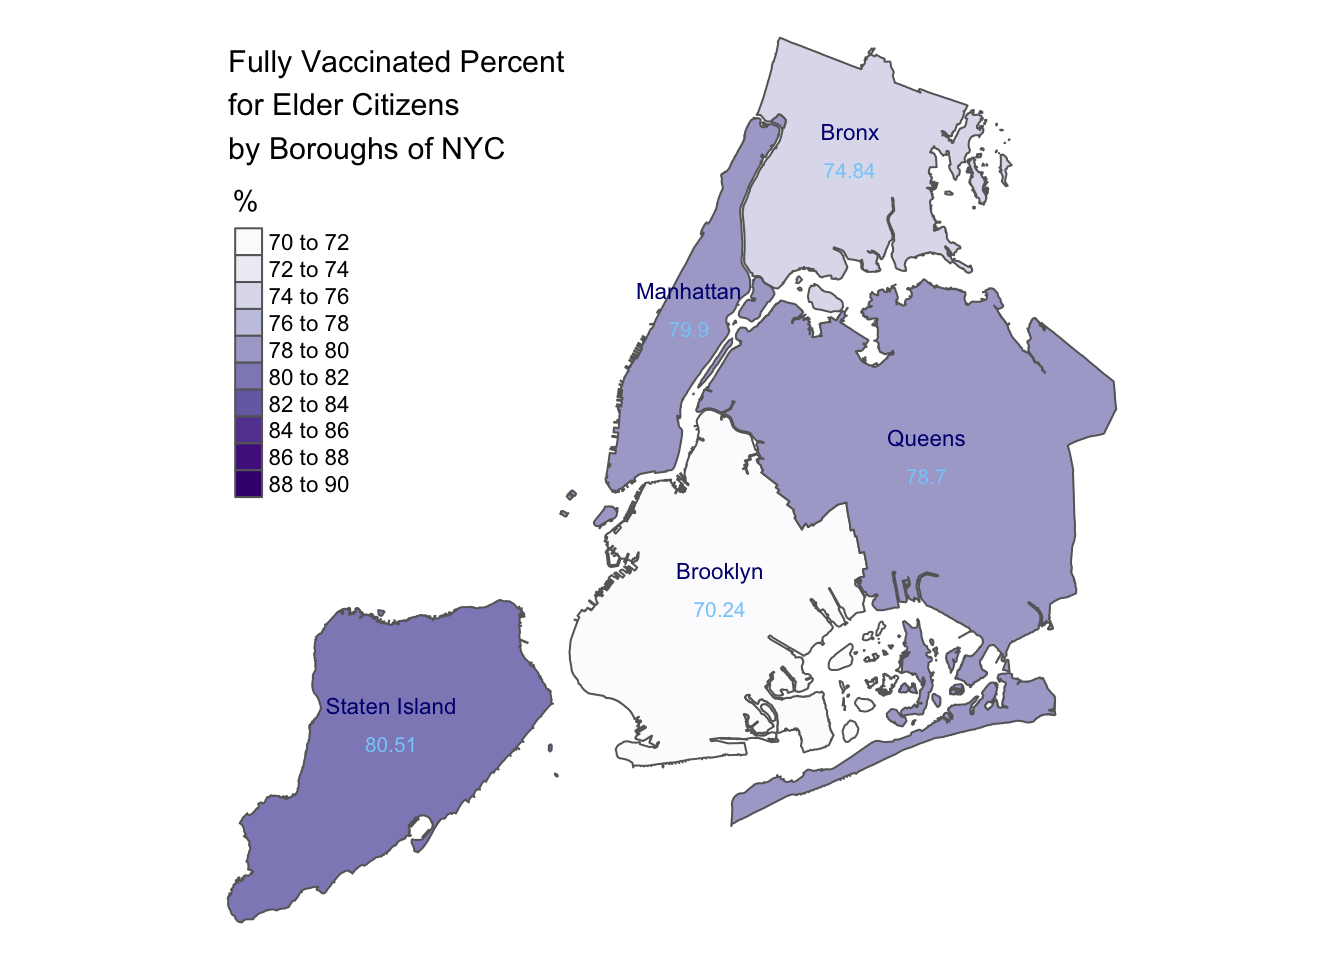 Fully Vaccinated Percent
for Elder Citizens
by Boroughs of NYC
%
70 to 72
72 to 74
74 to 76
76 to 78
78 to 80
80 to 82
82 to 84
84 to 86
86 to 88
88 to 90
Bronx
74.84
Manhattan
79.9
Queens
78.7
Brooklyn
70.24
Staten Island
80.51